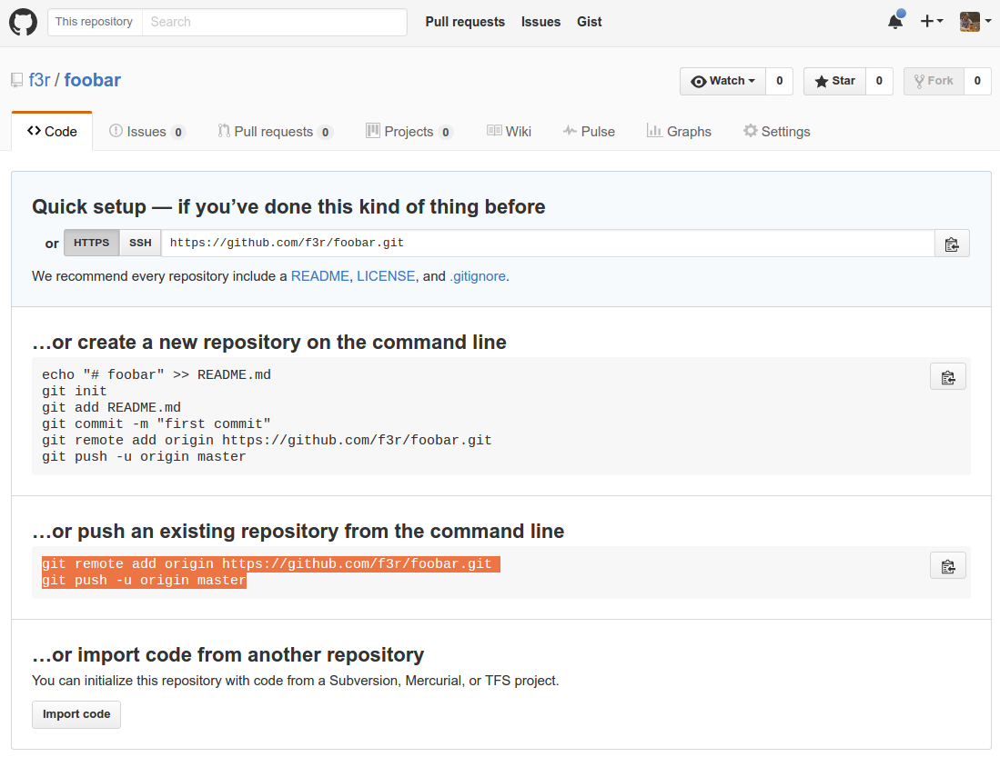 This repository Search Pull requests Issues Gist
f3r / foobar Watch 0 Star 0 Fork 0
Code Issues 0 Pull requests 0 Projects 0 Wiki Pulse Graphs Settings
Quick setup — if you’ve done this kind of thing before
or HTTPS SSH https://github.com/f3r/foobar.git
We recommend every repository include a README, LICENSE, and .gitignore.
…or create a new repository on the command line
echo "# foobar" >> README.md
git init
git add README.md
git commit -m "first commit"
git remote add origin https://github.com/f3r/foobar.git
git push -u origin master
…or push an existing repository from the command line
git remote add origin https://github.com/f3r/foobar.git
git push -u origin master
…or import code from another repository
You can initialize this repository with code from a Subversion, Mercurial, or TFS project.
Import code